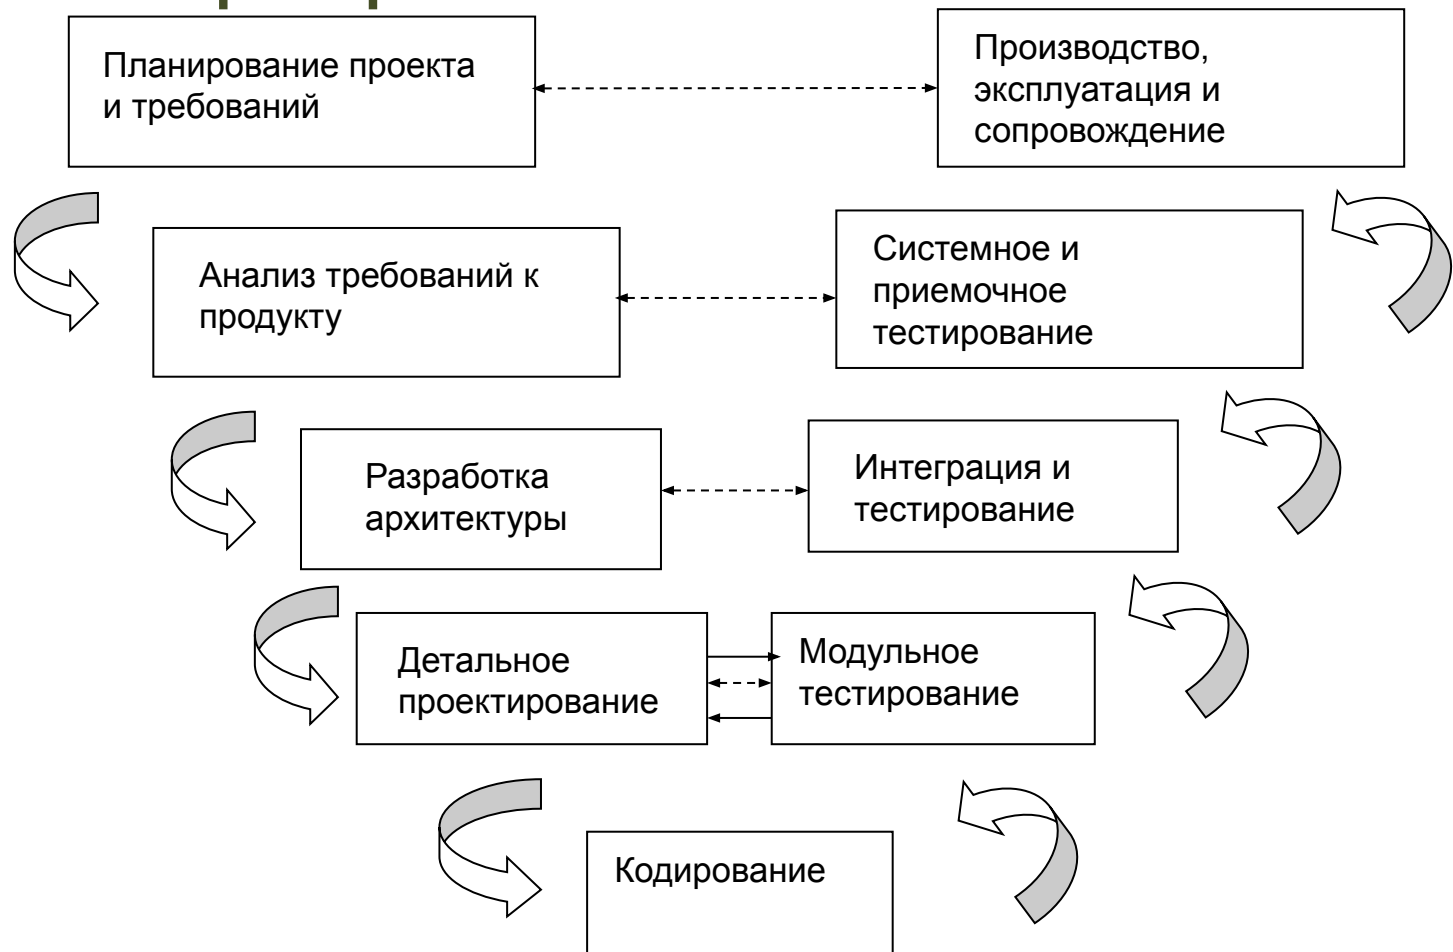 Планирование проекта
и требований
Производство,
эксплуатация и
сопровождение
Анализ требований к
продукту
Системное и
приемочное
тестирование
Разработка
архитектуры
Интеграция и
тестирование
Детальное
проектирование
Модульное
тестирование
Кодирование